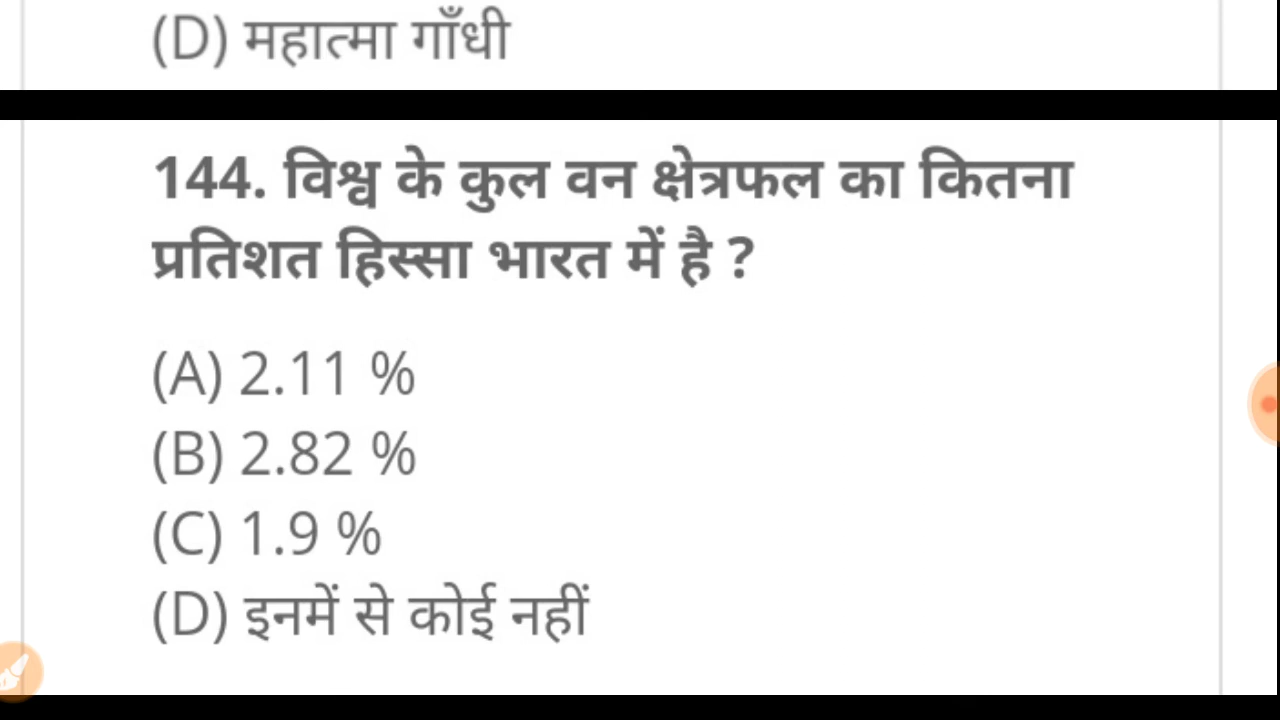 (D) महात्मा गाँधी
144. विश्व के कुल वन क्षेत्रफल का कितना
प्रतिशत हिस्सा भारत में है ?
(A) 2.11 %
(B) 2.82 %
(C) 1.9 %
(D) इनमें से कोई नहीं